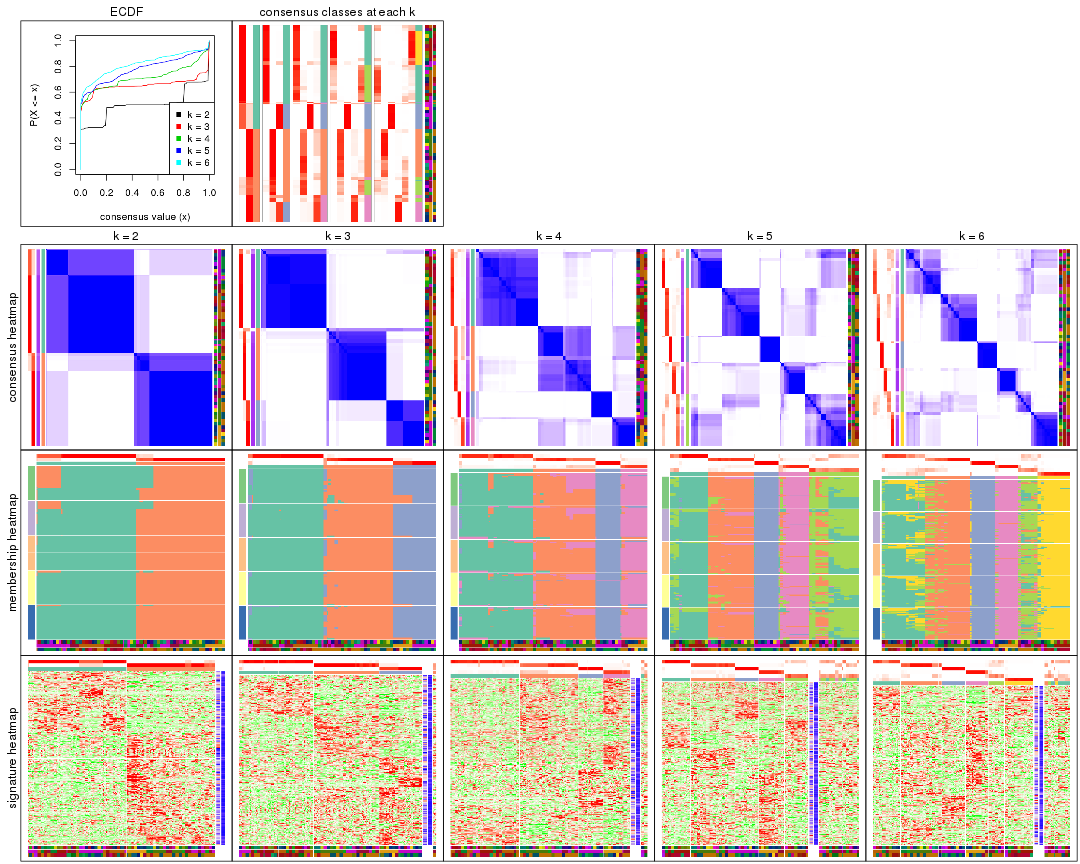 ECDF
consensus classes at each k
P(X <= x)
0.0 0.2 0.4 0.6 0.8 1.0
k = 2
k = 3
k = 4
k = 5
k = 6
0.0 0.2 0.4 0.6 0.8 1.0
consensus value (x)
k = 2
k = 3
k = 4
k = 5
k = 6
consensus heatmap
membership heatmap
signature heatmap